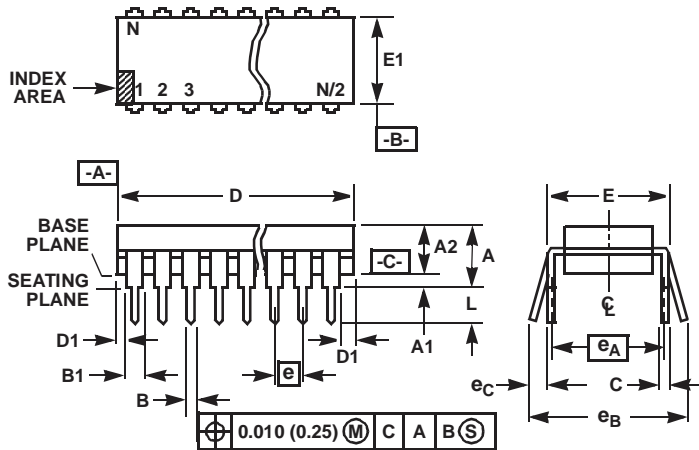 N
E1
INDEX
AREA
1 2 3 N/2
-B-
-A-
D
E
BASE
PLANE
A2
A
-C-
SEATING
PLANE
L
C̵L
D1
A1
D1
eA
B1
e
eC
C
B
eB
0.010 (0.25) Ⓜ C A B Ⓢ